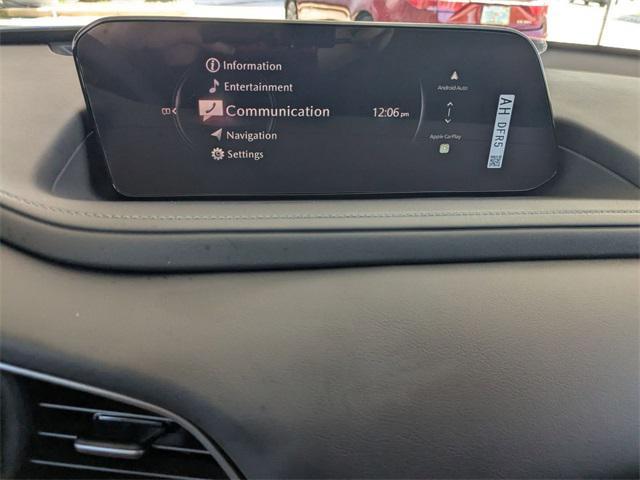 Information
Entertainment
Communication
Navigation
Settings
12:06 pm
Android Auto
Apple CarPlay
AH DFR5